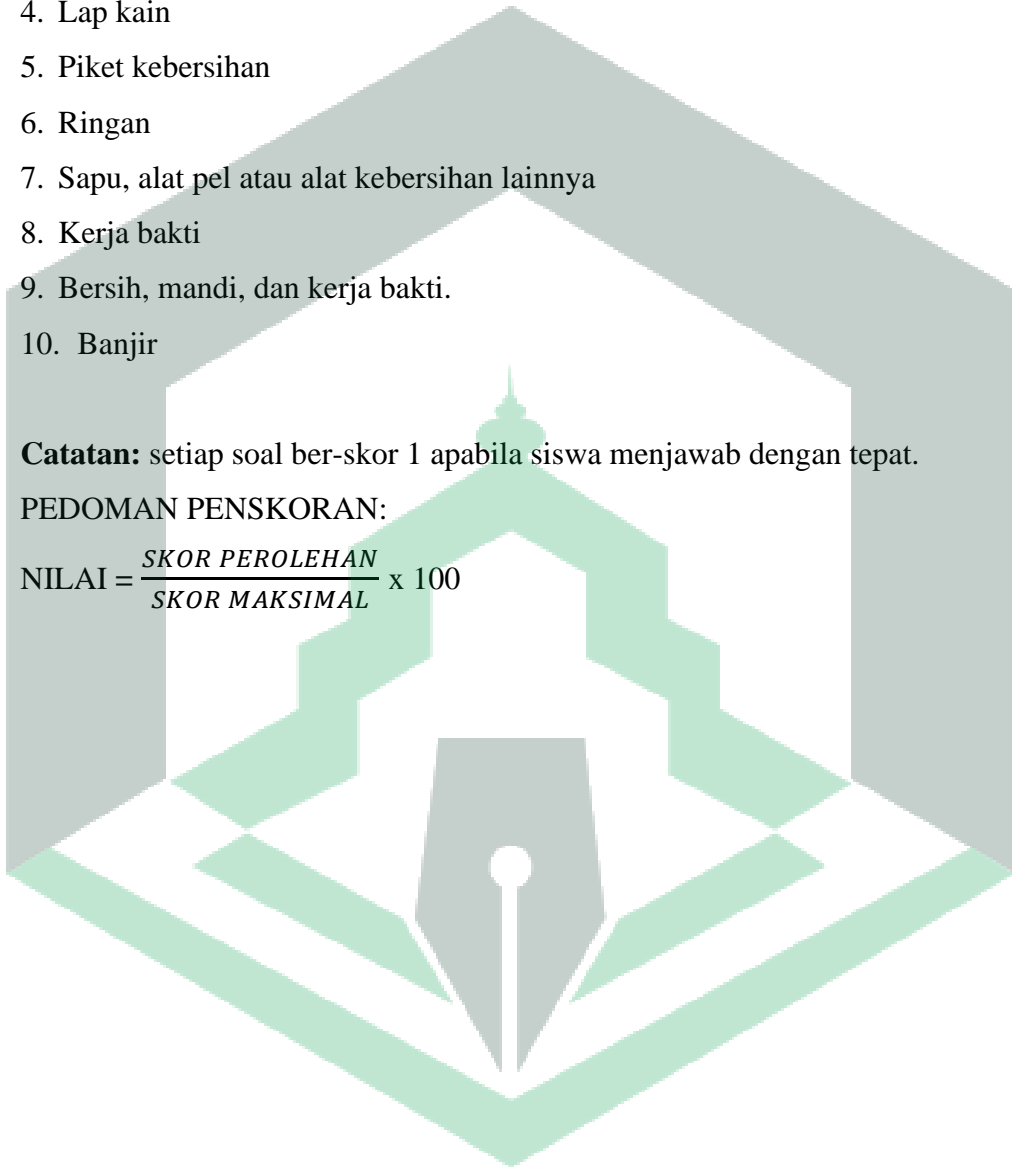 4. Lap kain
5. Piket kebersihan
6. Ringan
7. Sapu, alat pel atau alat kebersihan lainnya
8. Kerja bakti
9. Bersih, mandi, dan kerja bakti.
10. Banjir
Catatan: setiap soal ber-skor 1 apabila siswa menjawab dengan tepat.
PEDOMAN PENSKORAN:
NILAI = SKOR PEROLEHAN / SKOR MAKSIMAL x 100